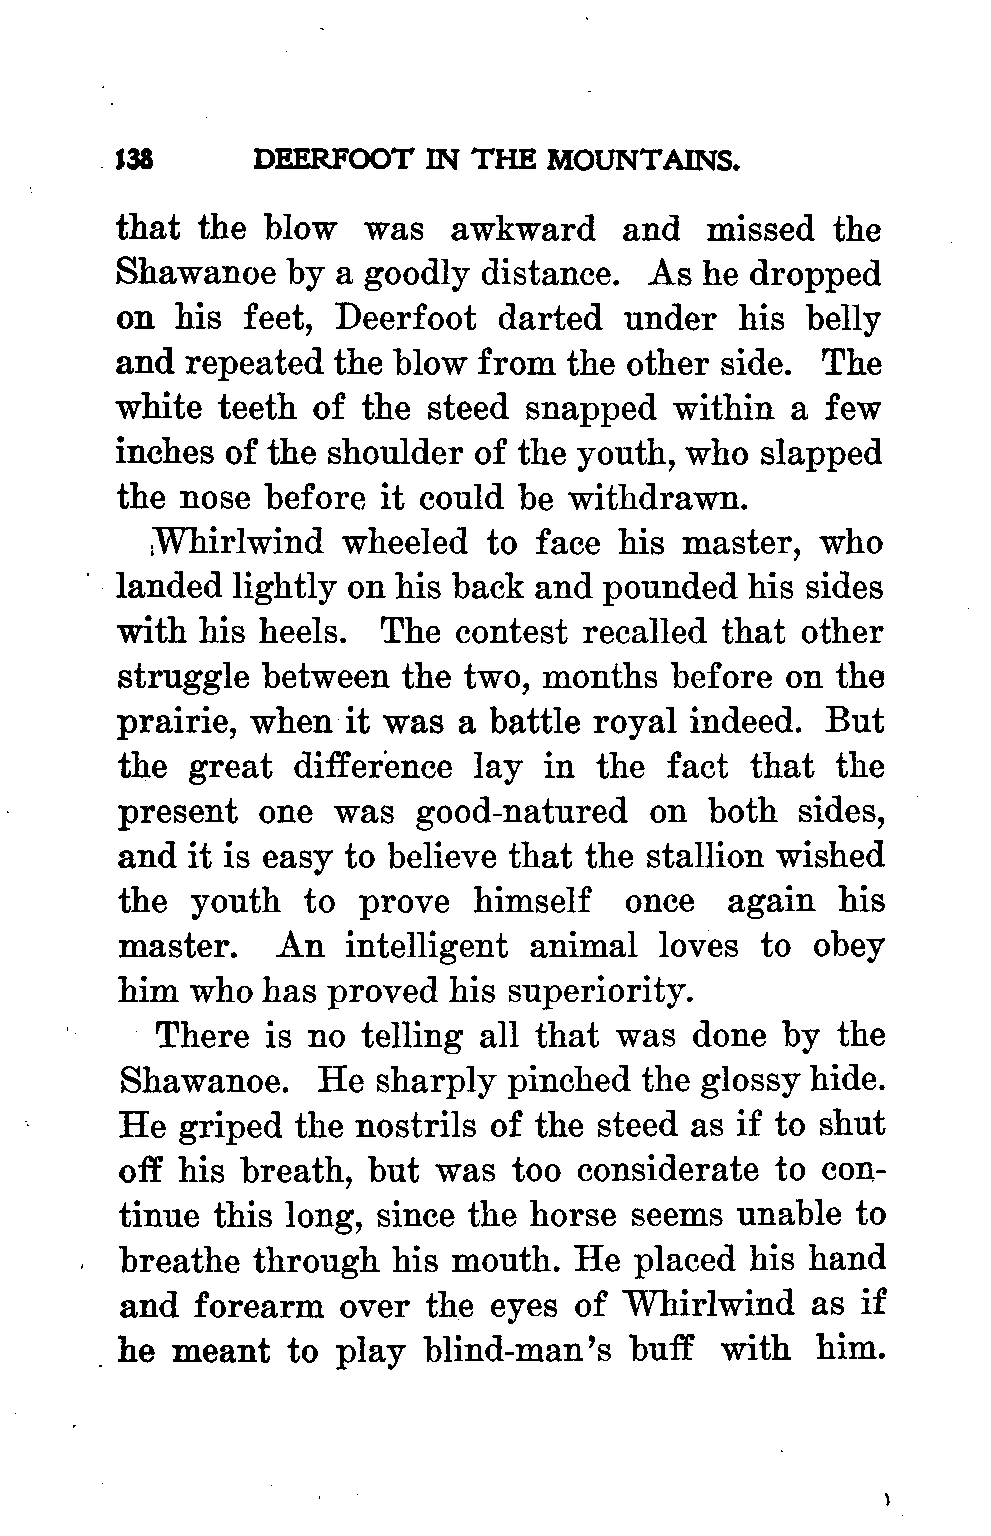 138 DEERFOOT IN THE MOUNTAINS.
that the blow was awkward and missed the
Shawanoe by a goodly distance. As he dropped
on his feet, Deerfoot darted under his belly
and repeated the blow from the other side. The
white teeth of the steed snapped within a few
inches of the shoulder of the youth, who slapped
the nose before it could be withdrawn.
Whirlwind wheeled to face his master, who
landed lightly on his back and pounded his sides
with his heels. The contest recalled that other
struggle between the two, months before on the
prairie, when it was a battle royal indeed. But
the great difference lay in the fact that the
present one was good-natured on both sides,
and it is easy to believe that the stallion wished
the youth to prove himself once again his
master. An intelligent animal loves to obey
him who has proved his superiority.
There is no telling all that was done by the
Shawanoe. He sharply pinched the glossy hide.
He griped the nostrils of the steed as if to shut
off his breath, but was too considerate to con-
tinue this long, since the horse seems unable to
breathe through his mouth. He placed his hand
and forearm over the eyes of Whirlwind as if
he meant to play blind-man's buff with him.